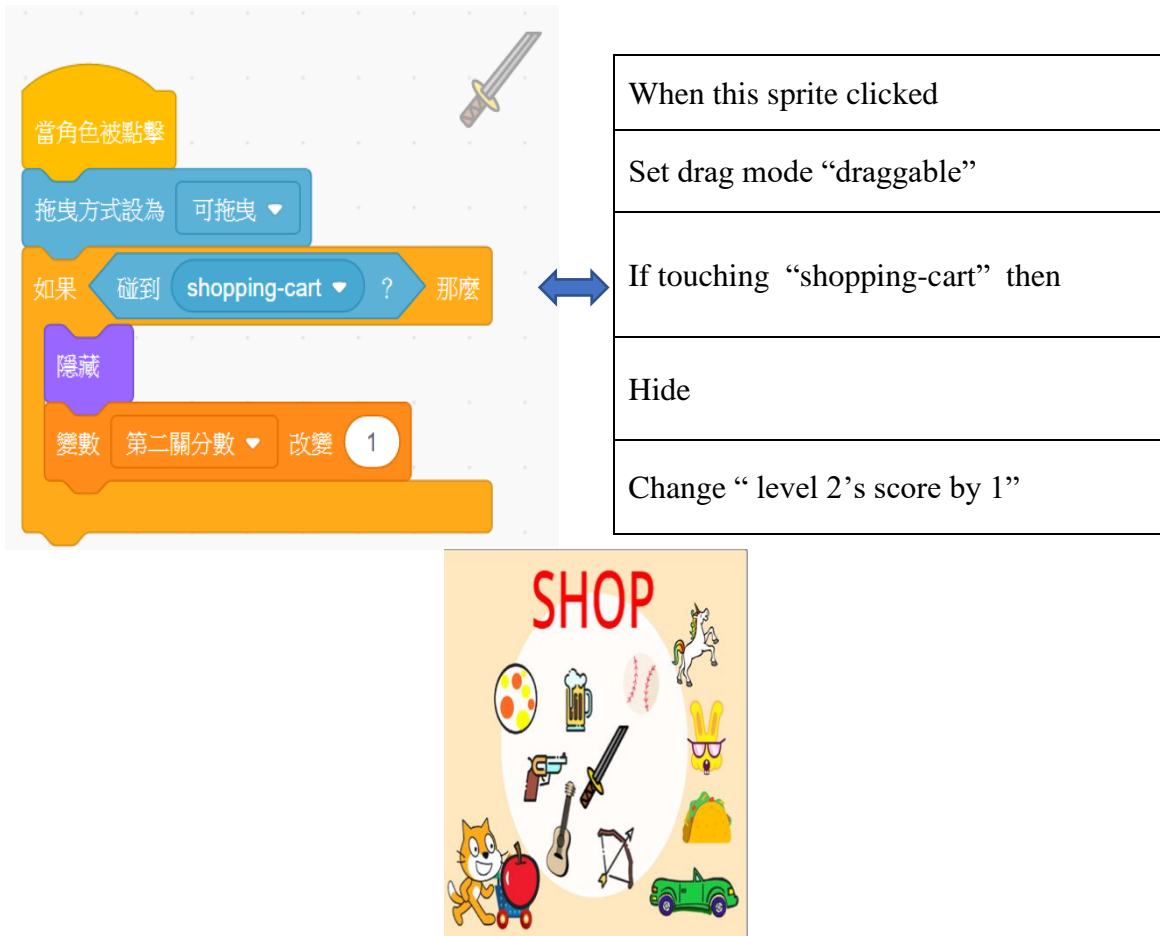 當角色被點擊
拖曳方式設為 可拖曳
如果 碰到 shopping-cart ? 那麼
隱藏
變數 第二關分數 改變 1
When this sprite clicked
Set drag mode “draggable”
If touching “shopping-cart” then
Hide
Change “ level 2’s score by 1”
SHOP